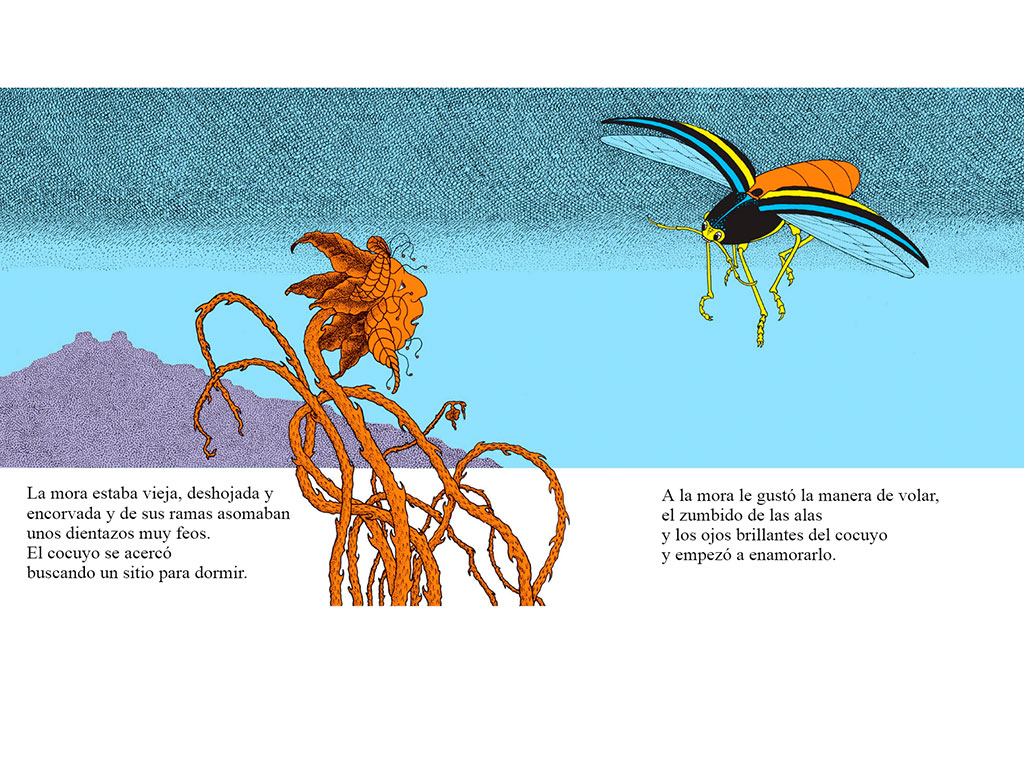 La mora estaba vieja, deshojada y
encorvada y de sus ramas asomaban
unos dientazos muy feos.
El cocuyo se acercó
buscando un sitio para dormir.
A la mora le gustó la manera de volar,
el zumbido de las alas
y los ojos brillantes del cocuyo
y empezó a enamorarlo.